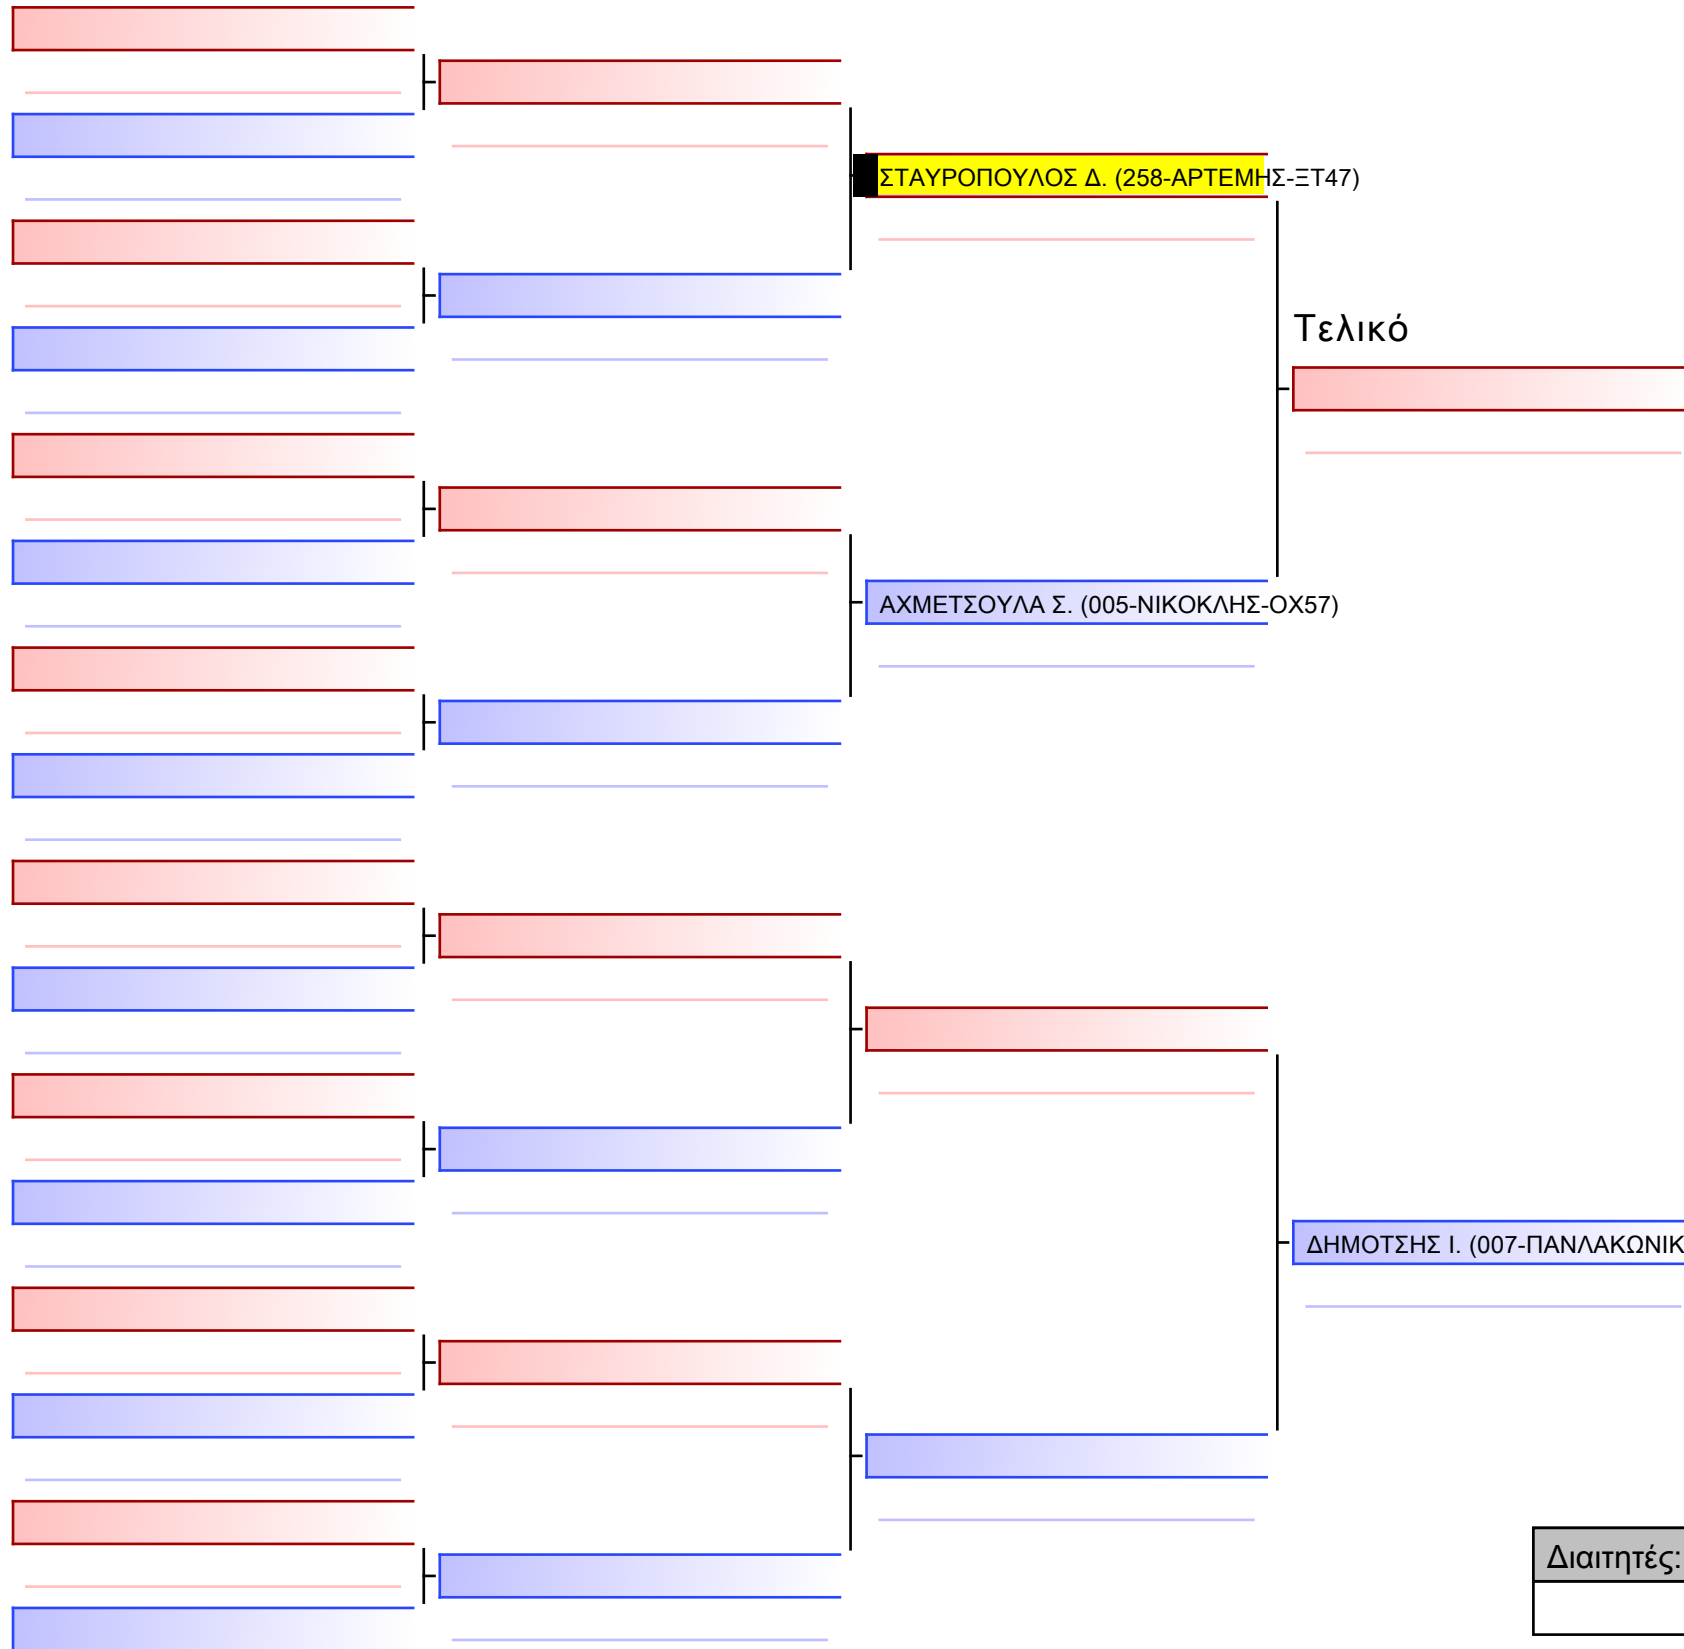 ΣΤΑΥΡΟΠΟΥΛΟΣ Δ. (258-ΑΡΤΕΜΗΣ-ΞΤ47)
Τελικό
ΑΧΜΕΤΣΟΥΛΑ Σ. (005-ΝΙΚΟΚΛΗΣ-ΟΧ57)
ΔΗΜΟΤΣΗΣ Ι. (007-ΠΑΝΛΑΚΩΝΙΚ
Διαιτητές: